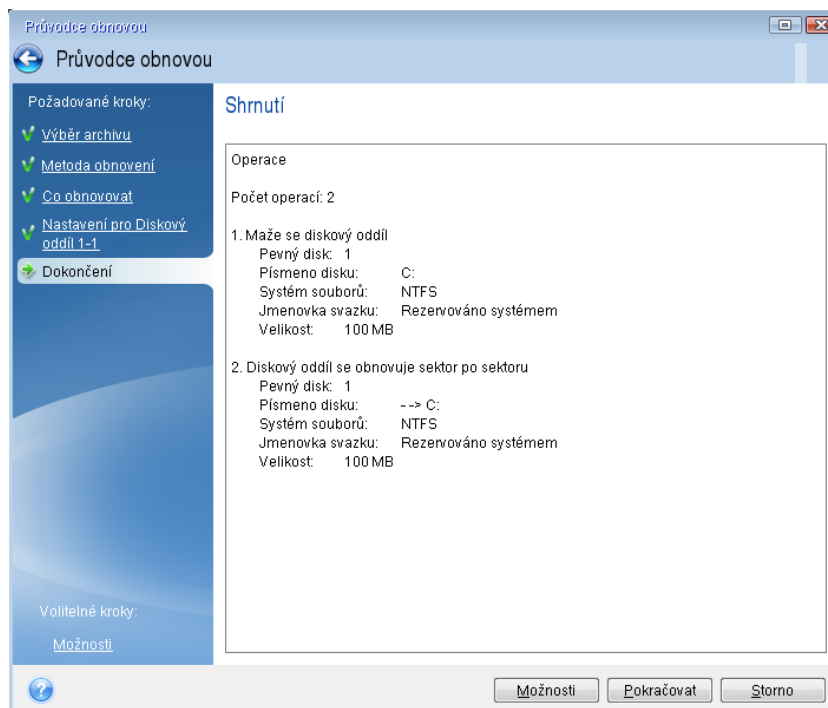 Průvodce obnovou
Průvodce obnovou
Požadované kroky:
Výběr archivu
Metoda obnovení
Co obnovovat
Nastavení pro Diskový
oddíl 1-1
Dokončení
Volitelné kroky:
Možnosti
Shrnutí
Operace
Počet operací: 2
1. Maže se diskový oddíl
Pevný disk: 1
Písmeno disku: C:
Systém souborů: NTFS
Jmenovka svazku: Rezervováno systémem
Velikost: 100 MB
2. Diskový oddíl se obnovuje sektor po sektoru
Pevný disk: 1
Písmeno disku: --> C:
Systém souborů: NTFS
Jmenovka svazku: Rezervováno systémem
Velikost: 100 MB
Možnosti Pokračovat Storno